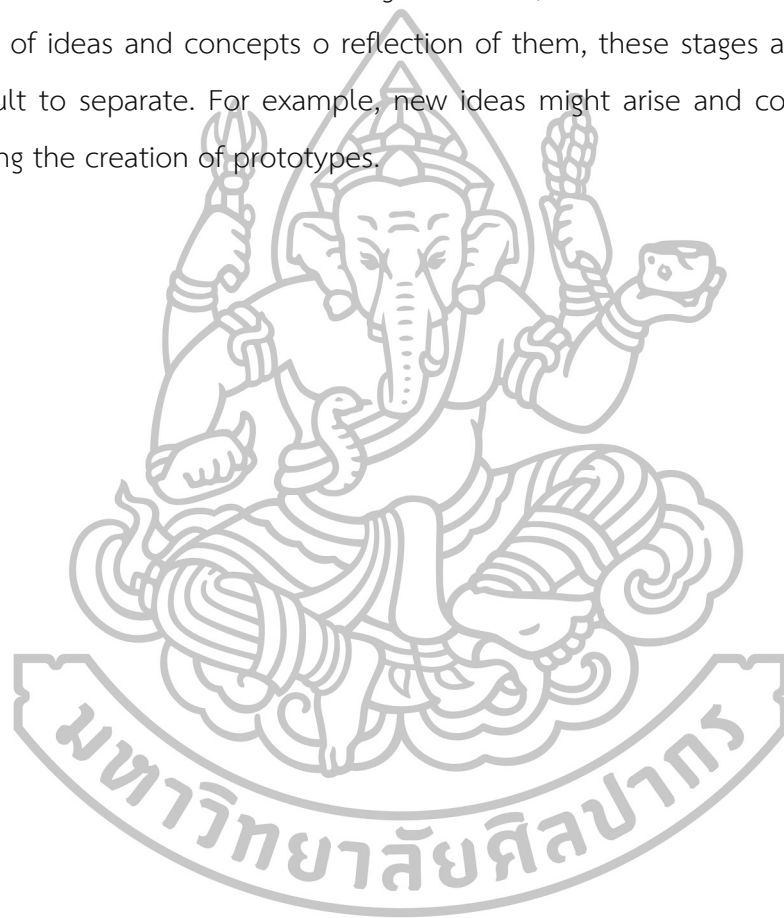 of ideas and concepts o reflection of them, these stages a
ult to separate. For example, new ideas might arise and co
ng the creation of prototypes.
มหาวิทยาลัยศิลปากร